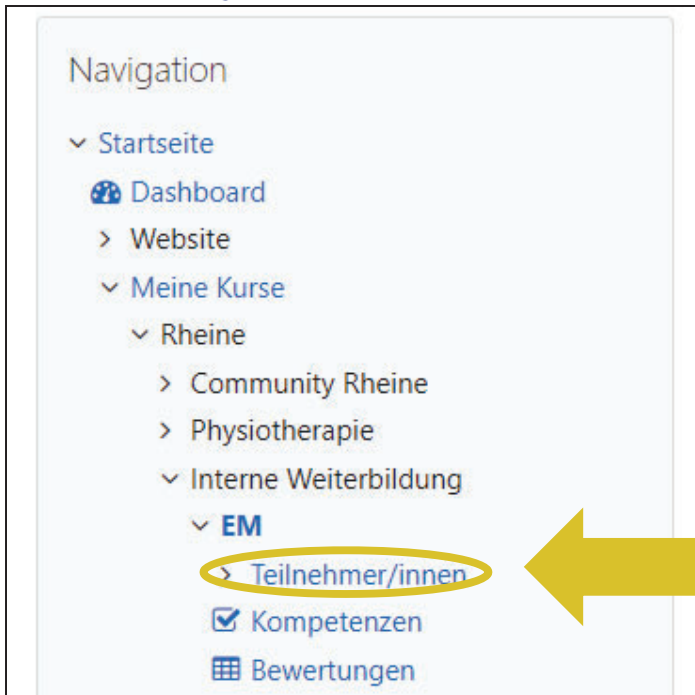 Navigation
Startseite
Dashboard
Website
Meine Kurse
Rheine
Community Rheine
Physiotherapie
Interne Weiterbildung
EM
Teilnehmer/innen
Kompetenzen
Bewertungen